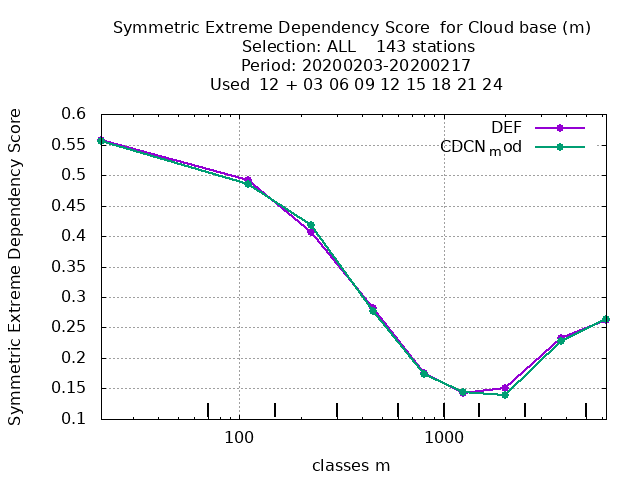 Symmetric Extreme Dependency Score  for Cloud base (m)
Selection: ALL    143 stations
Period: 20200203-20200217
Used  12 + 03 06 09 12 15 18 21 24
Symmetric Extreme Dependency Score
0.6
0.55
0.5
0.45
0.4
0.35
0.3
0.25
0.2
0.15
0.1
DEF
CDCNmod
100
1000
classes m